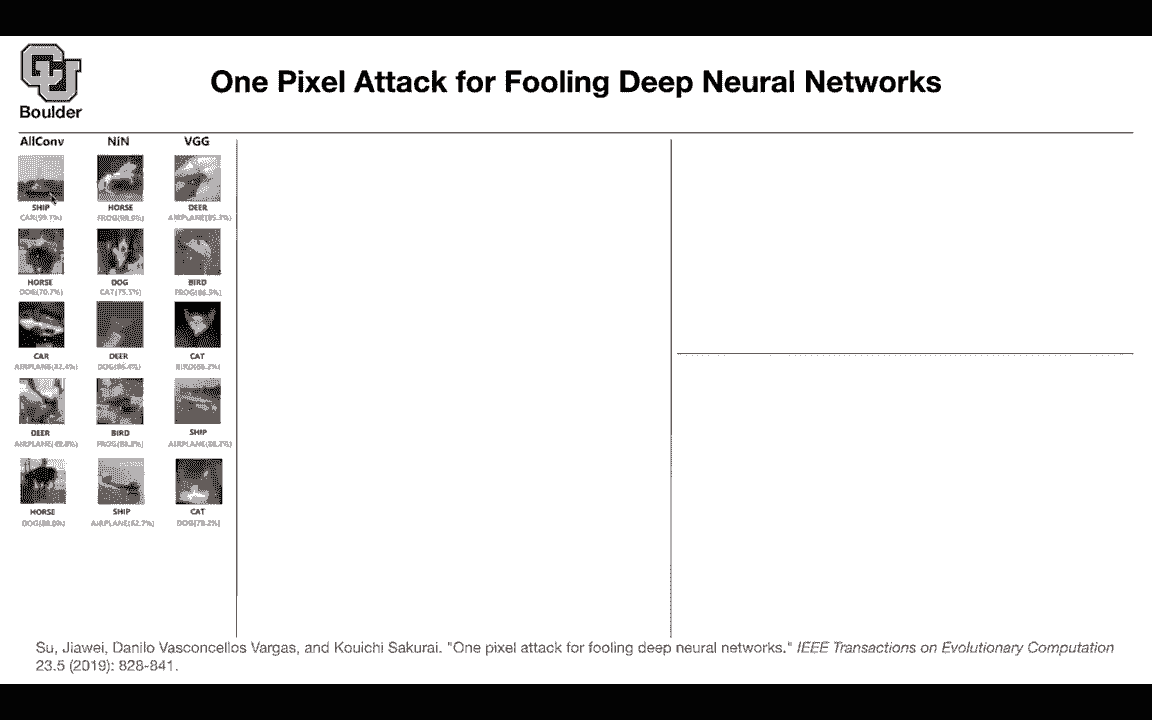 One Pixel Attack for Fooling Deep Neural Networks
Boulder
AllConv NiN VGG
SHIP HORSE DEER
CAR(99.7%) FROG(99.9%) AIRPLANE(85.3%)
HORSE DOG BIRD
DOG(70.7%) CAT(75.5%) FROG(86.5%)
CAR DEER CAT
AIRPLANE(82.4%) DOG(86.4%) BIRD(66.2%)
DEER BIRD SHIP
AIRPLANE(49.8%) FROG(88.8%) AIRPLANE(88.2%)
HORSE SHIP CAT
DOG(88.0%) AIRPLANE(62.7%) DOG(78.2%)
Su, Jiawei, Danilo Vasconcellos Vargas, and Kouichi Sakurai. "One pixel attack for fooling deep neural networks." IEEE Transactions on Evolutionary Computation
23.5 (2019): 828-841.